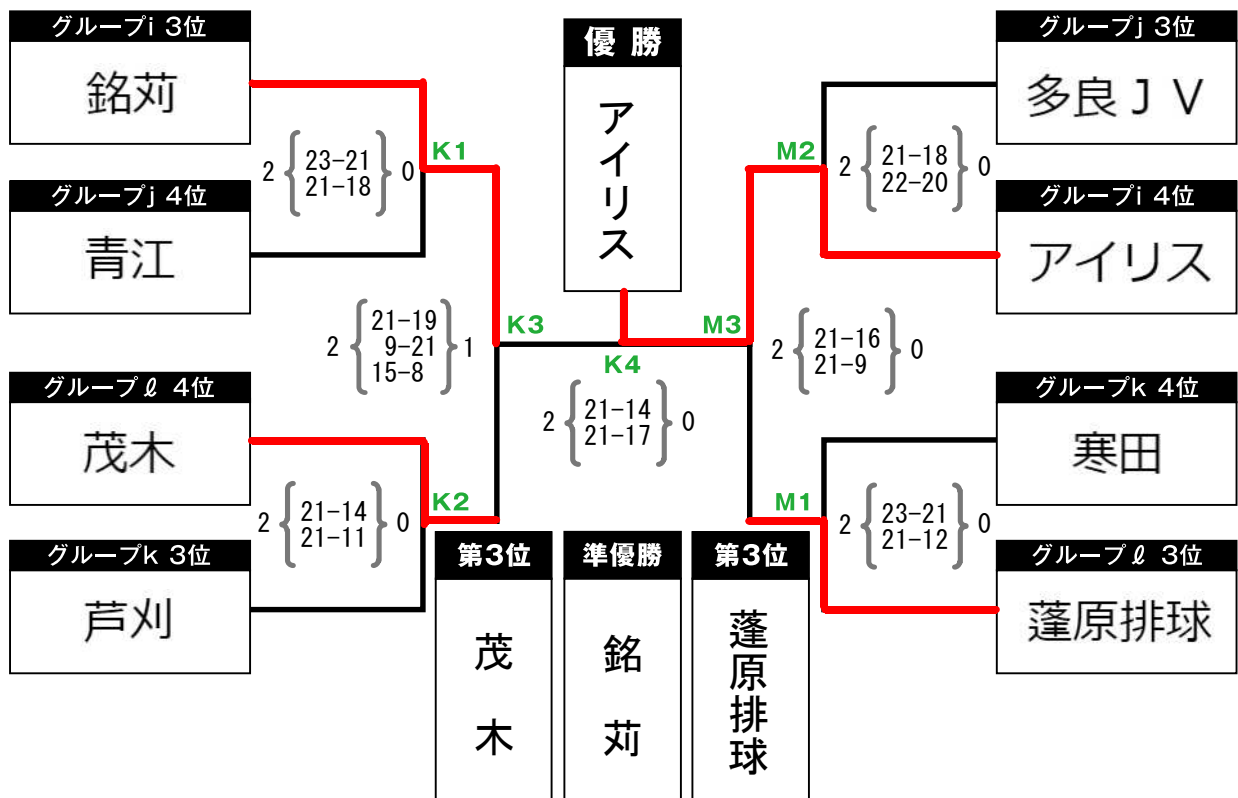 グループi 3位
銘苅
グループj 4位
青江
グループℓ 4位
茂木
グループk 3位
芦刈
K1
2 23-21 0
21-18
K3
2 21-19 1
9-21
15-8
K2
2 21-14 0
21-11
優勝
アイリス
K4
2 21-14 0
21-17
第3位
茂木
準優勝
銘苅
第3位
蓬原排球
M2
2 21-18 0
22-20
M3
2 21-16 0
21-9
M1
2 23-21 0
21-12
グループj 3位
多良JV
グループi 4位
アイリス
グループk 4位
寒田
グループℓ 3位
蓬原排球